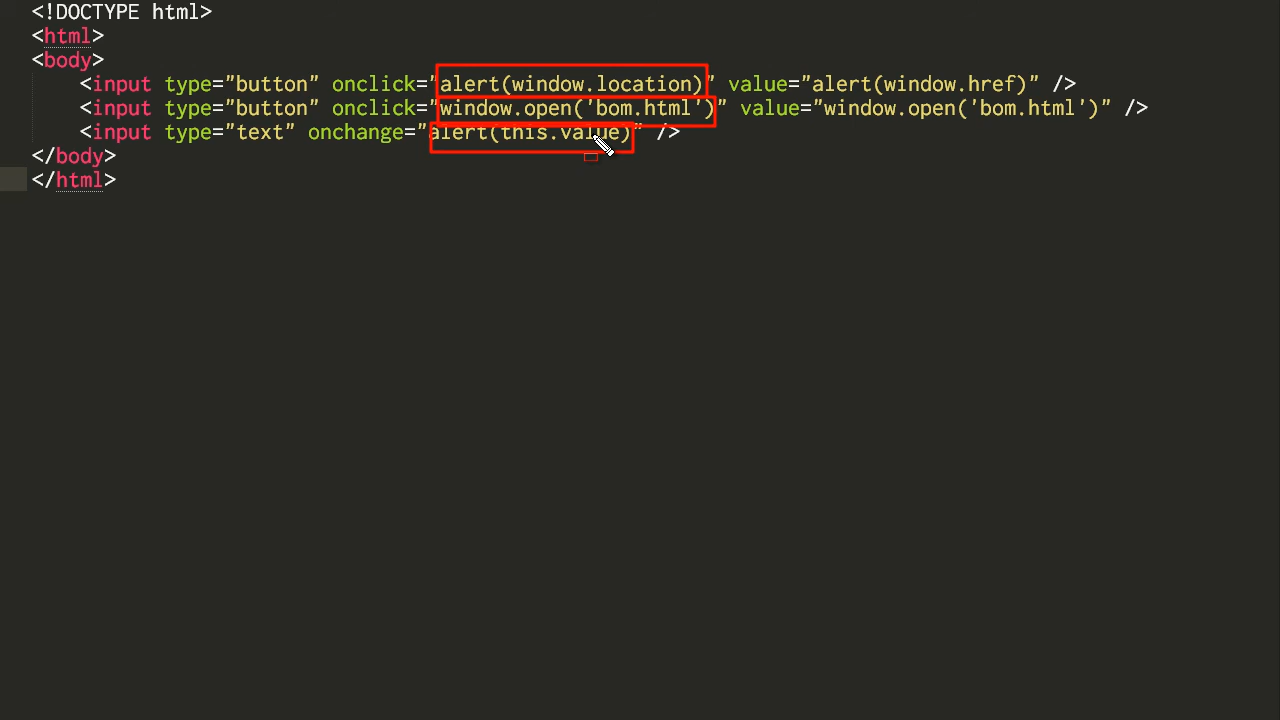 <!DOCTYPE html>
<html>
<body>
<input type="button" onclick="alert(window.location)" value="alert(window.href)" />
<input type="button" onclick="window.open('bom.html')" value="window.open('bom.html')" />
<input type="text" onchange="alert(this.value)" />
</body>
</html>